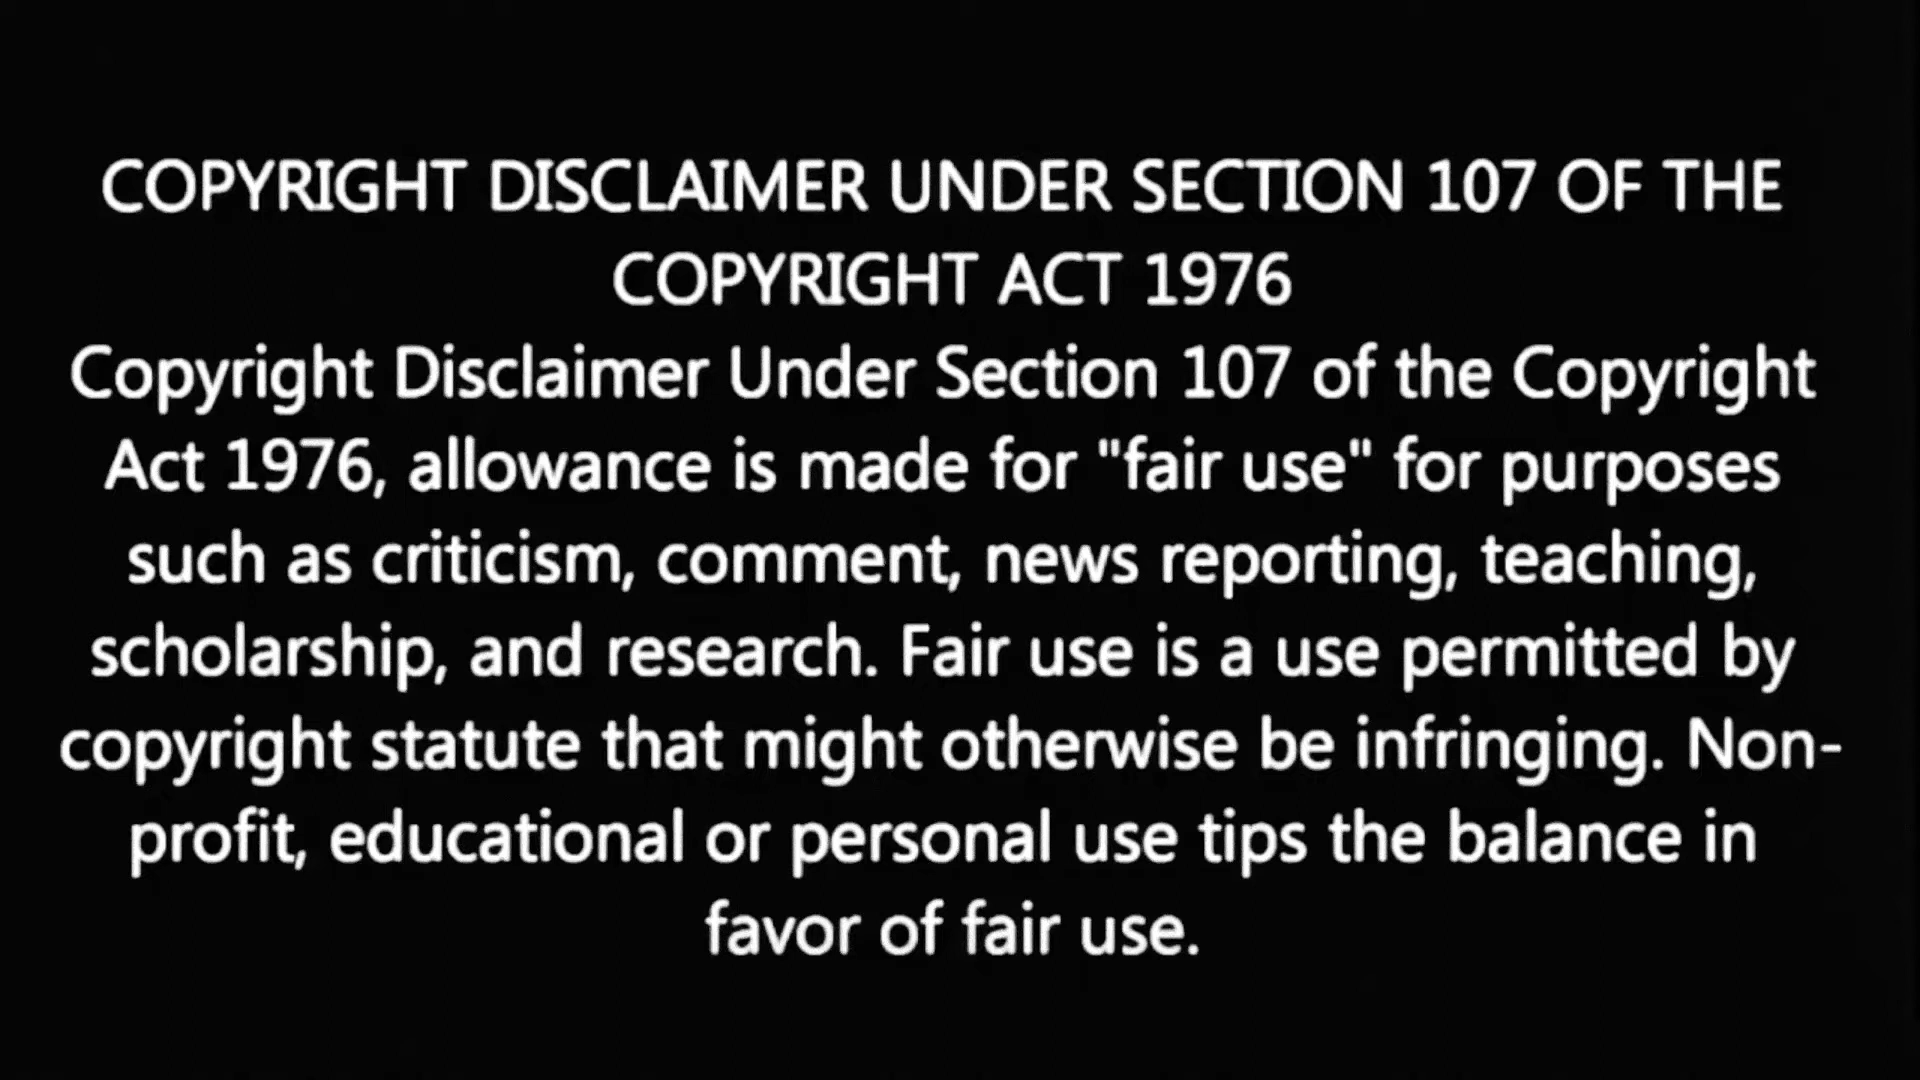 COPYRIGHT DISCLAIMER UNDER SECTION 107 OF THE
COPYRIGHT ACT 1976
Copyright Disclaimer Under Section 107 of the Copyright
Act 1976, allowance is made for "fair use" for purposes
such as criticism, comment, news reporting, teaching,
scholarship, and research. Fair use is a use permitted by
copyright statute that might otherwise be infringing. Non-
profit, educational or personal use tips the balance in
favor of fair use.